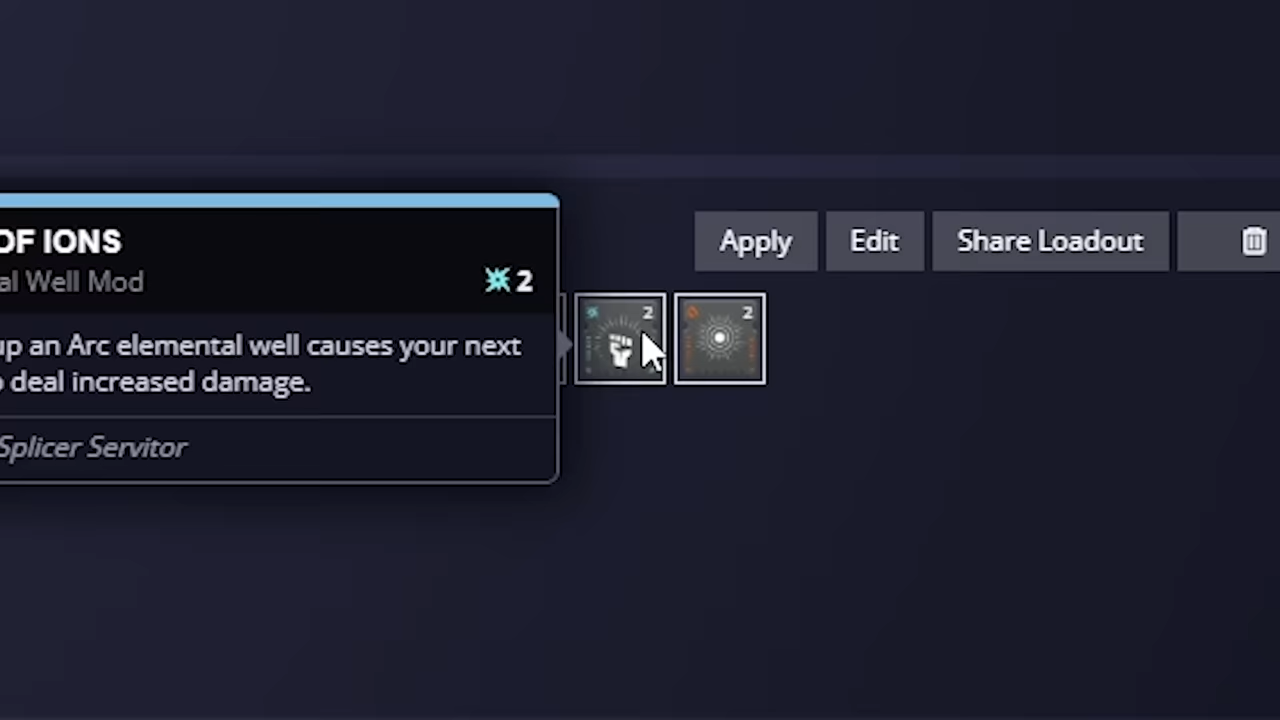 Apply
Edit
Share Loadout
OF IONS
al Well Mod
2
up an Arc elemental well causes your next
o deal increased damage.
Splicer Servitor
2
2